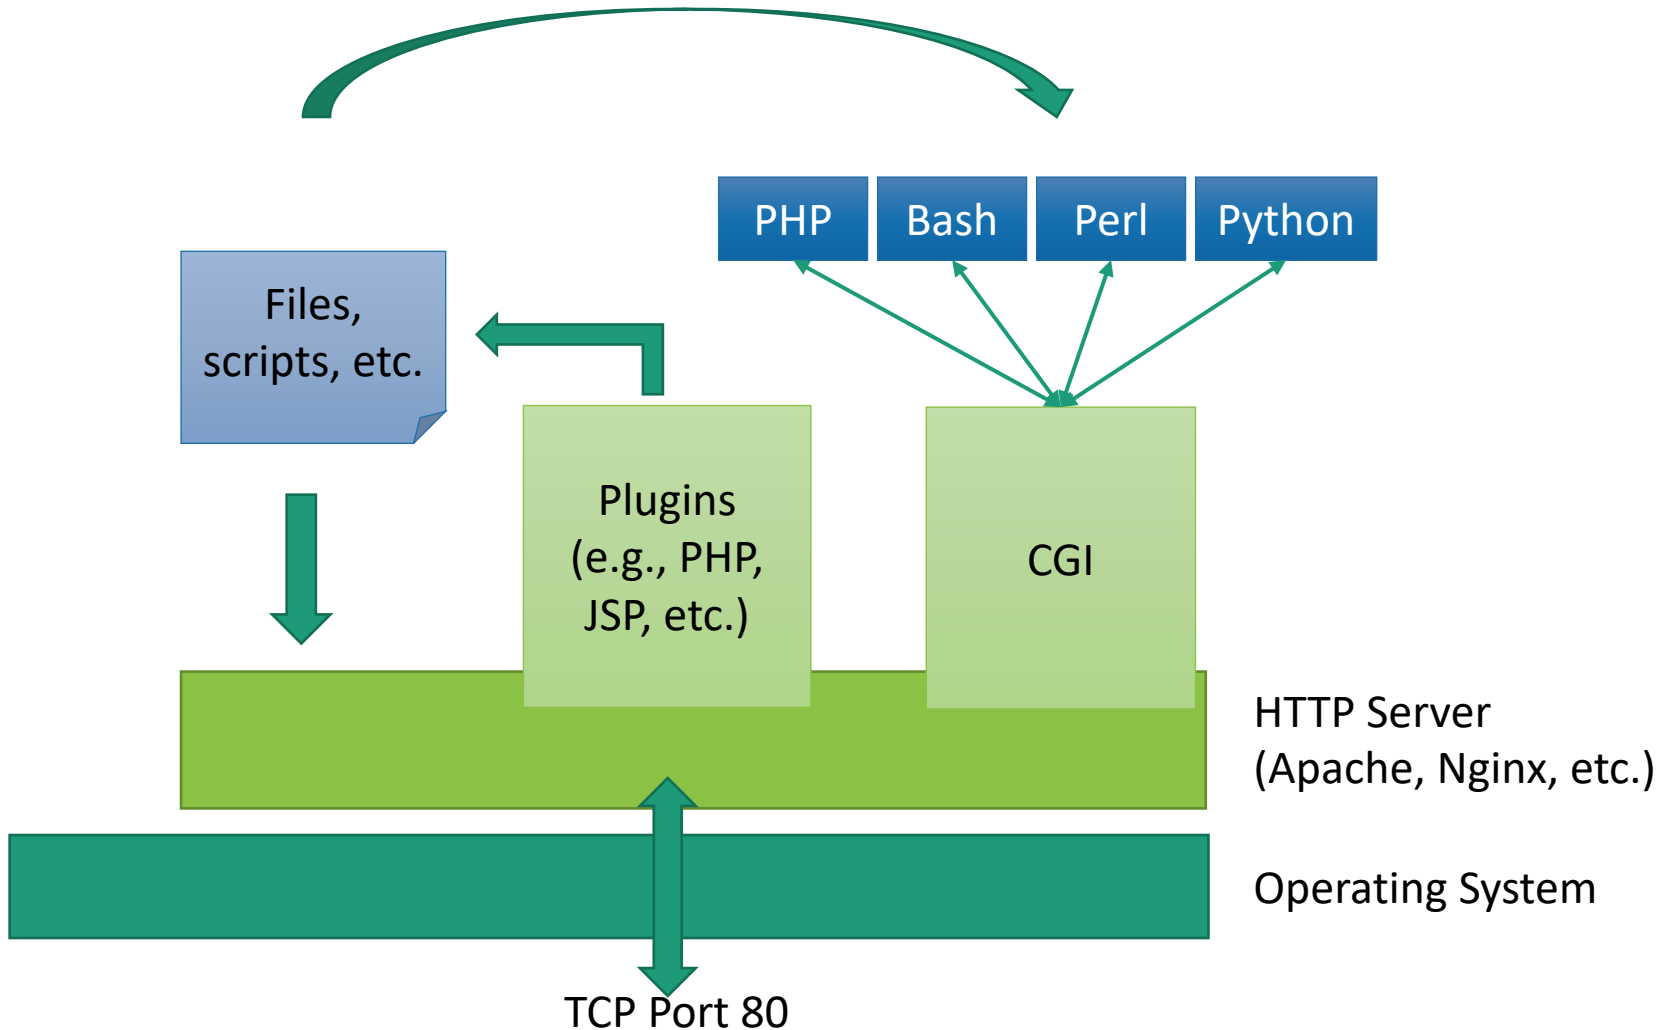 PHP
Bash
Perl
Python
Files,
scripts, etc.
Plugins
(e.g., PHP,
JSP, etc.)
CGI
HTTP Server
(Apache, Nginx, etc.)
Operating System
TCP Port 80